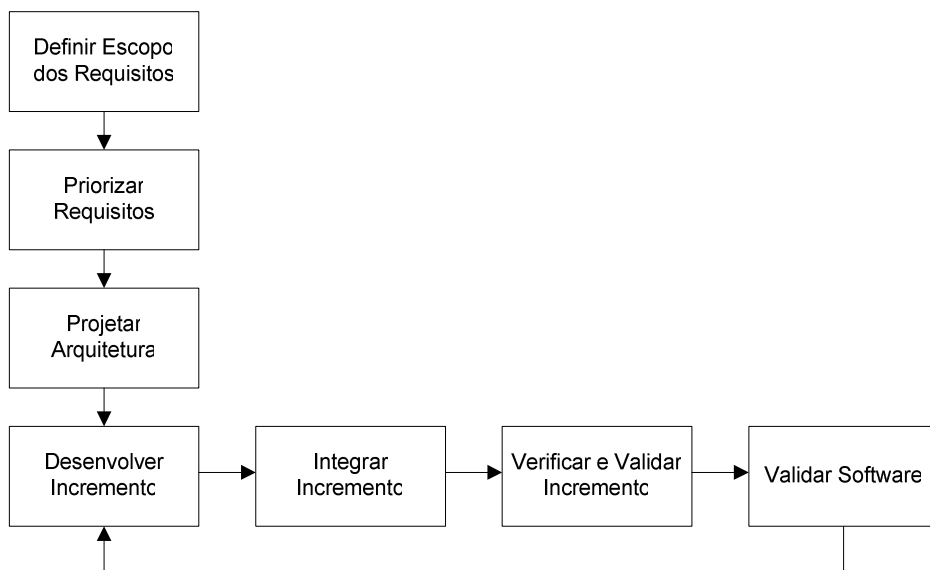 Definir Escopo
dos Requisitos
Priorizar
Requisitos
Projetar
Arquitetura
Desenvolver
Incremento
Integrar
Incremento
Verificar e Validar
Incremento
Validar Software